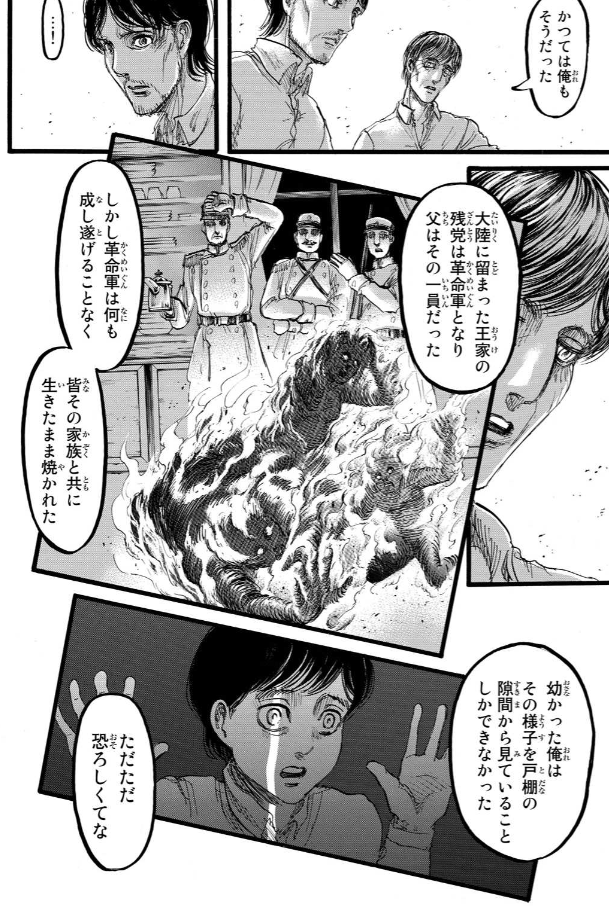 かつては俺も
そうだった
…!
大陸に留まった王家の
残党は革命軍となり
父はその一員だった
しかし革命軍は何も
成し遂げることなく
皆その家族と共に
生きたまま焼かれた
幼かった俺は
その様子を戸棚の
隙間から見ていること
しかできなかった
ただただ
恐ろしくてな